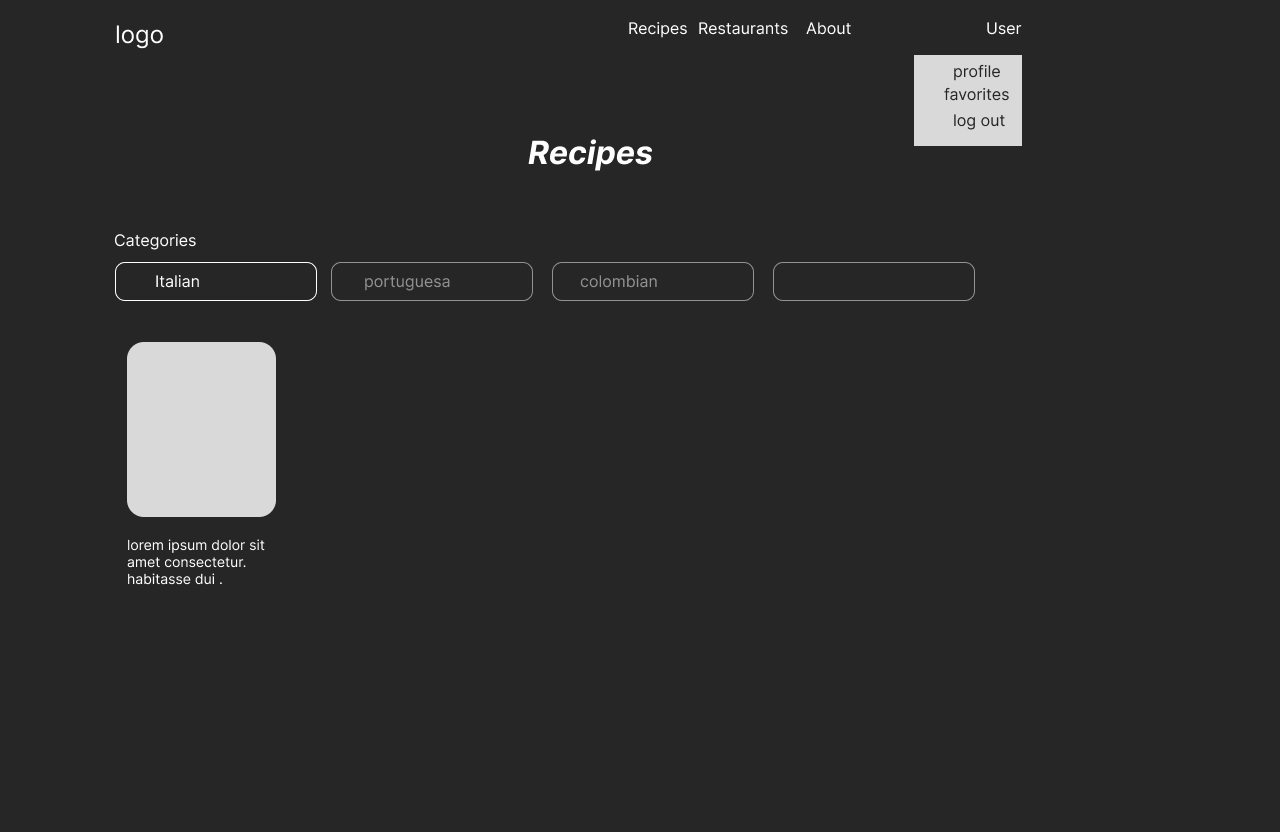 logo
Recipes Restaurants About User
profile
favorites
log out
Recipes
Categories
Italian portuguesa colombian
lorem ipsum dolor sit
amet consectetur.
habitasse dui .